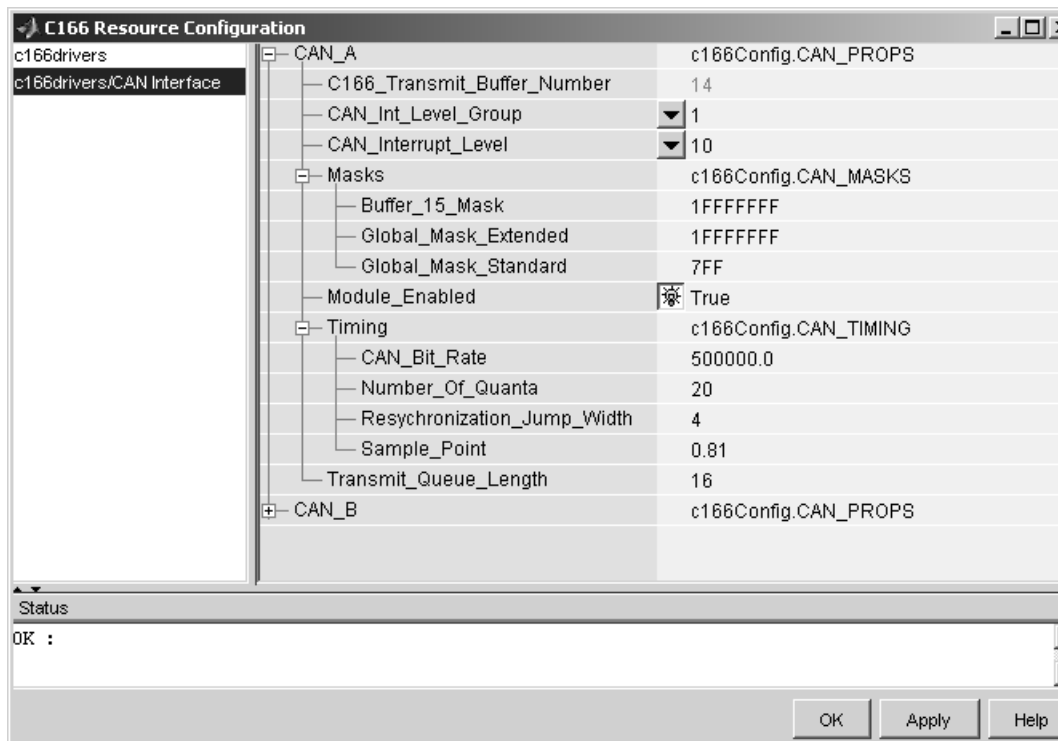 C166 Resource Configuration
c166drivers
c166drivers/CAN Interface
CAN_A c166Config.CAN_PROPS
C166_Transmit_Buffer_Number 14
CAN_Int_Level_Group 1
CAN_Interrupt_Level 10
Masks c166Config.CAN_MASKS
Buffer_15_Mask 1FFFFFFF
Global_Mask_Extended 1FFFFFFF
Global_Mask_Standard 7FF
Module_Enabled True
Timing c166Config.CAN_TIMING
CAN_Bit_Rate 500000.0
Number_Of_Quanta 20
Resychronization_Jump_Width 4
Sample_Point 0.81
Transmit_Queue_Length 16
CAN_B c166Config.CAN_PROPS
Status
OK :
OK Apply Help